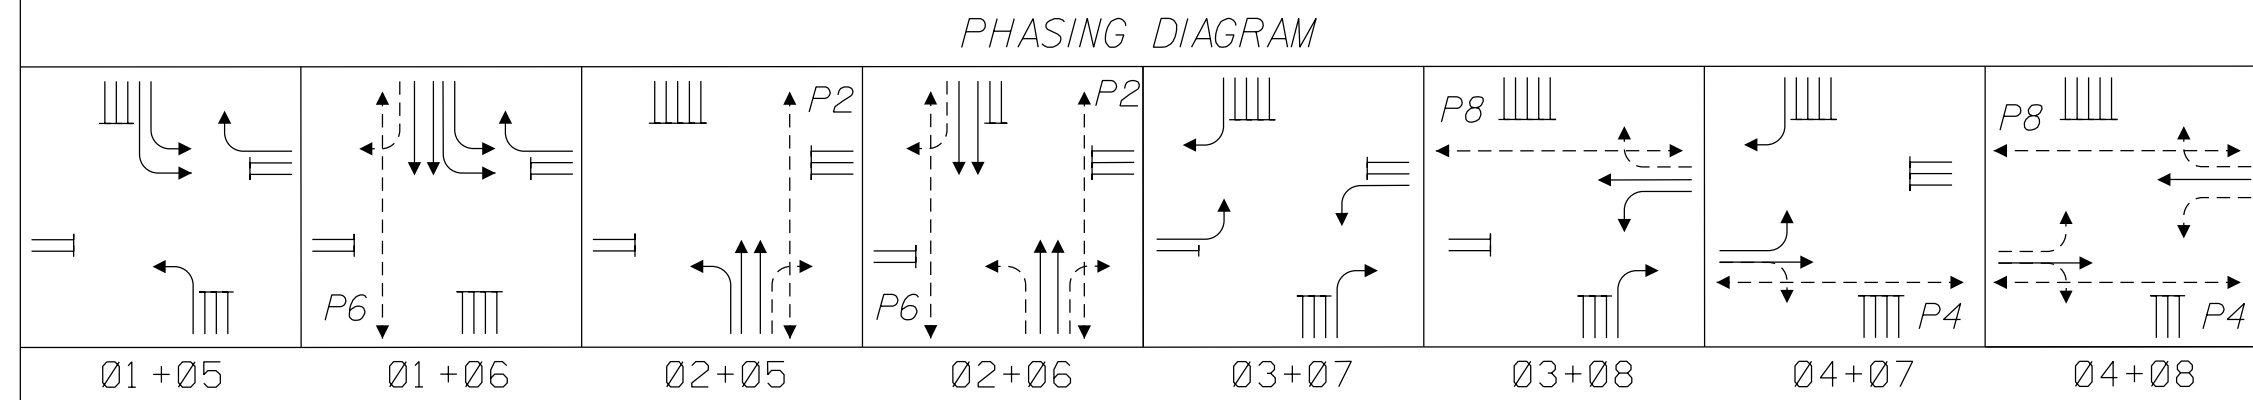 PHASING DIAGRAM
P6
P2
P2
P6
P8
P4
P8
P4
Ø1+Ø5
Ø1+Ø6
Ø2+Ø5
Ø2+Ø6
Ø3+Ø7
Ø3+Ø8
Ø4+Ø7
Ø4+Ø8